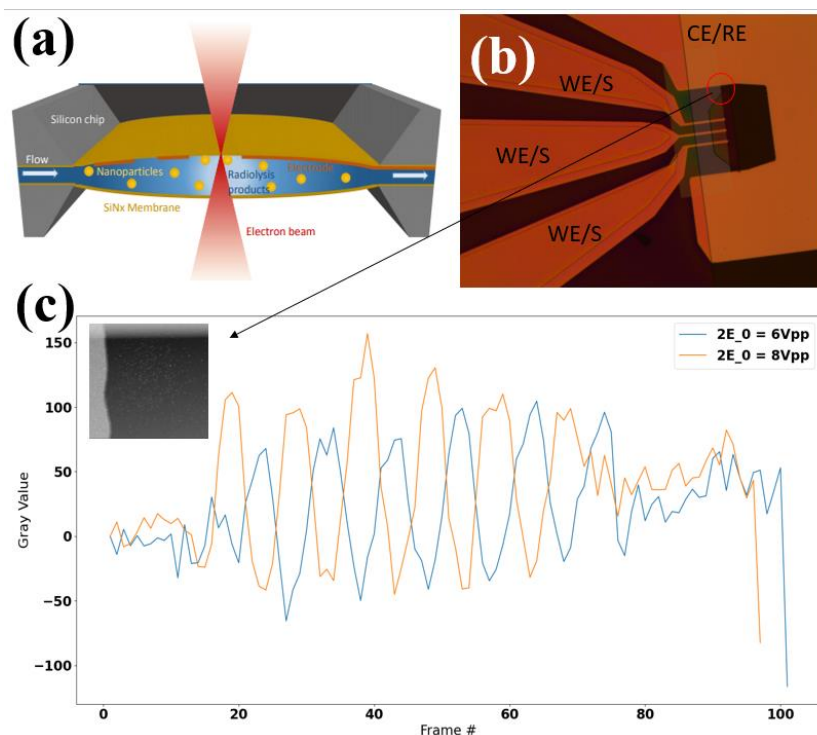 (a)
Silicon chip
Flow
Nanoparticles
Electrode
Radiolysis
products
SiNx Membrane
Electron beam
(b)
CE/RE
WE/S
WE/S
WE/S
(c)
2E_0 = 6Vpp
2E_0 = 8Vpp
150
100
50
0
−50
−100
Gray Value
0
20
40
60
80
100
Frame #